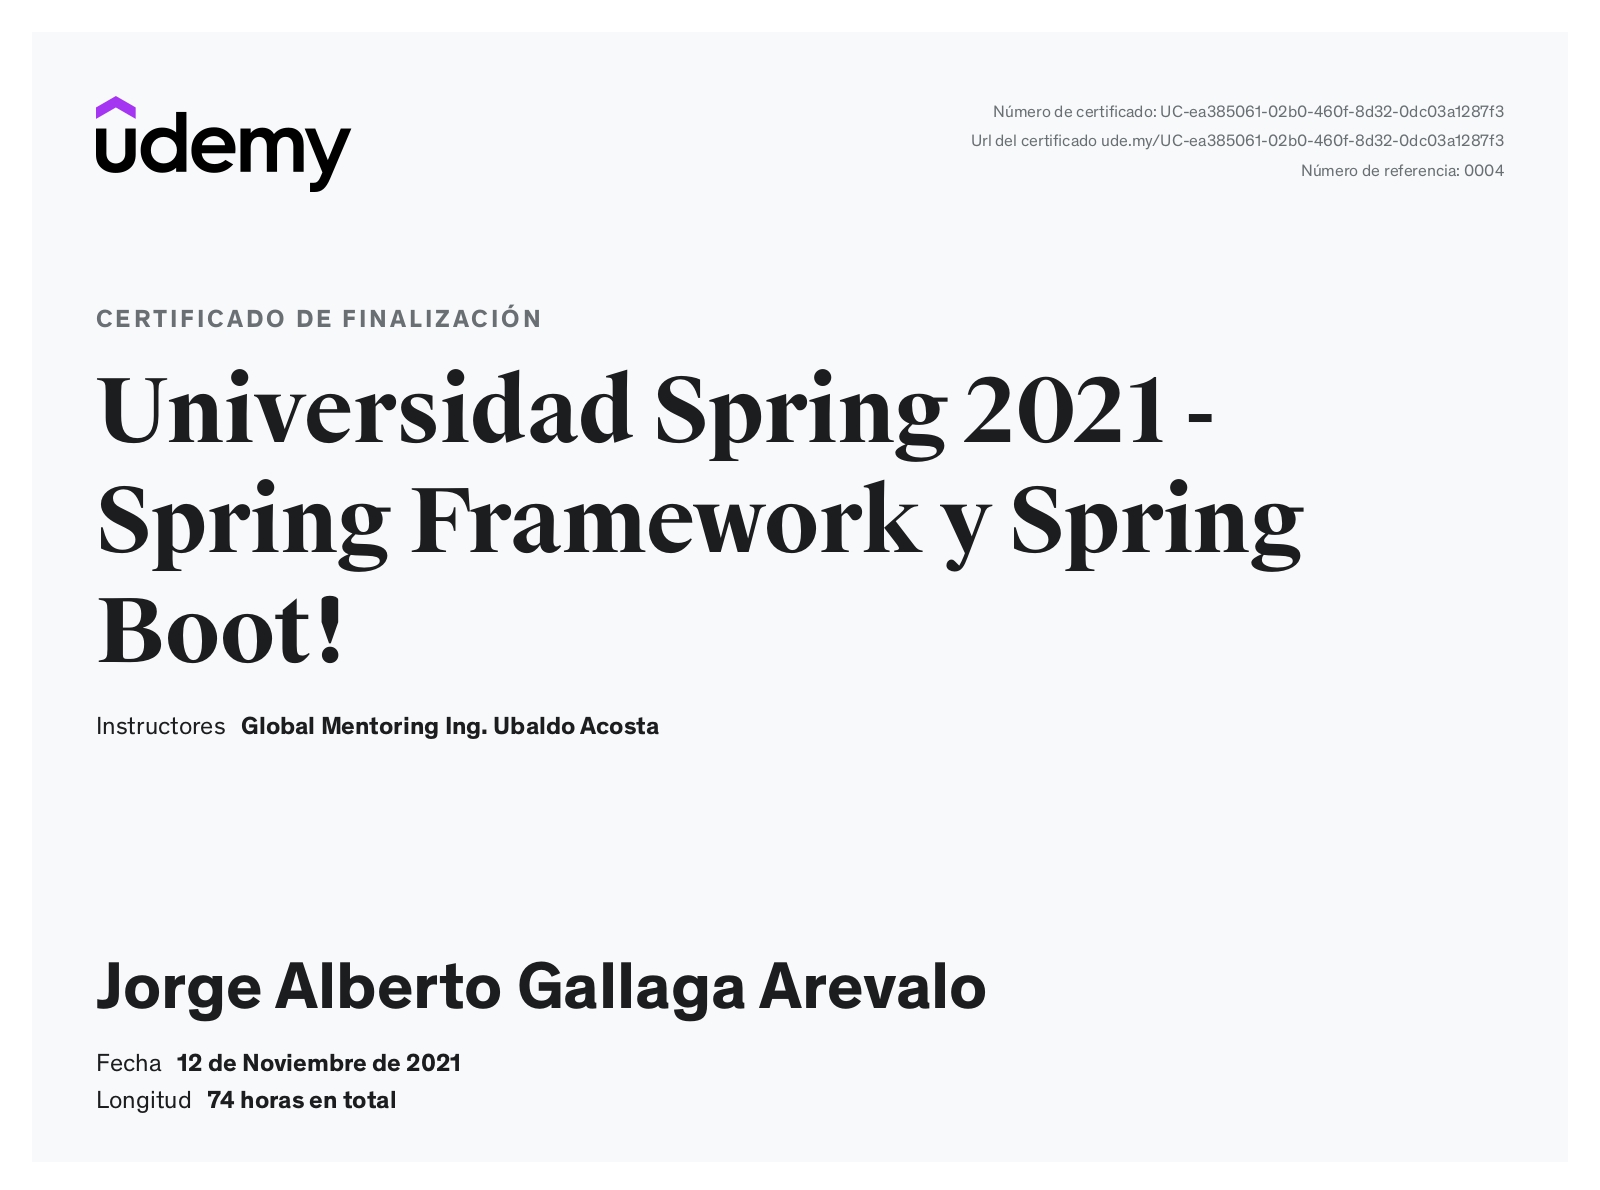 udemy
Número de certificado: UC-ea385061-02b0-460f-8d32-0dc03a1287f3
Url del certificado ude.my/UC-ea385061-02b0-460f-8d32-0dc03a1287f3
Número de referencia: 0004
CERTIFICADO DE FINALIZACIÓN
Universidad Spring 2021 -
Spring Framework y Spring
Boot!
Instructores Global Mentoring Ing. Ubaldo Acosta
Jorge Alberto Gallaga Arevalo
Fecha 12 de Noviembre de 2021
Longitud 74 horas en total